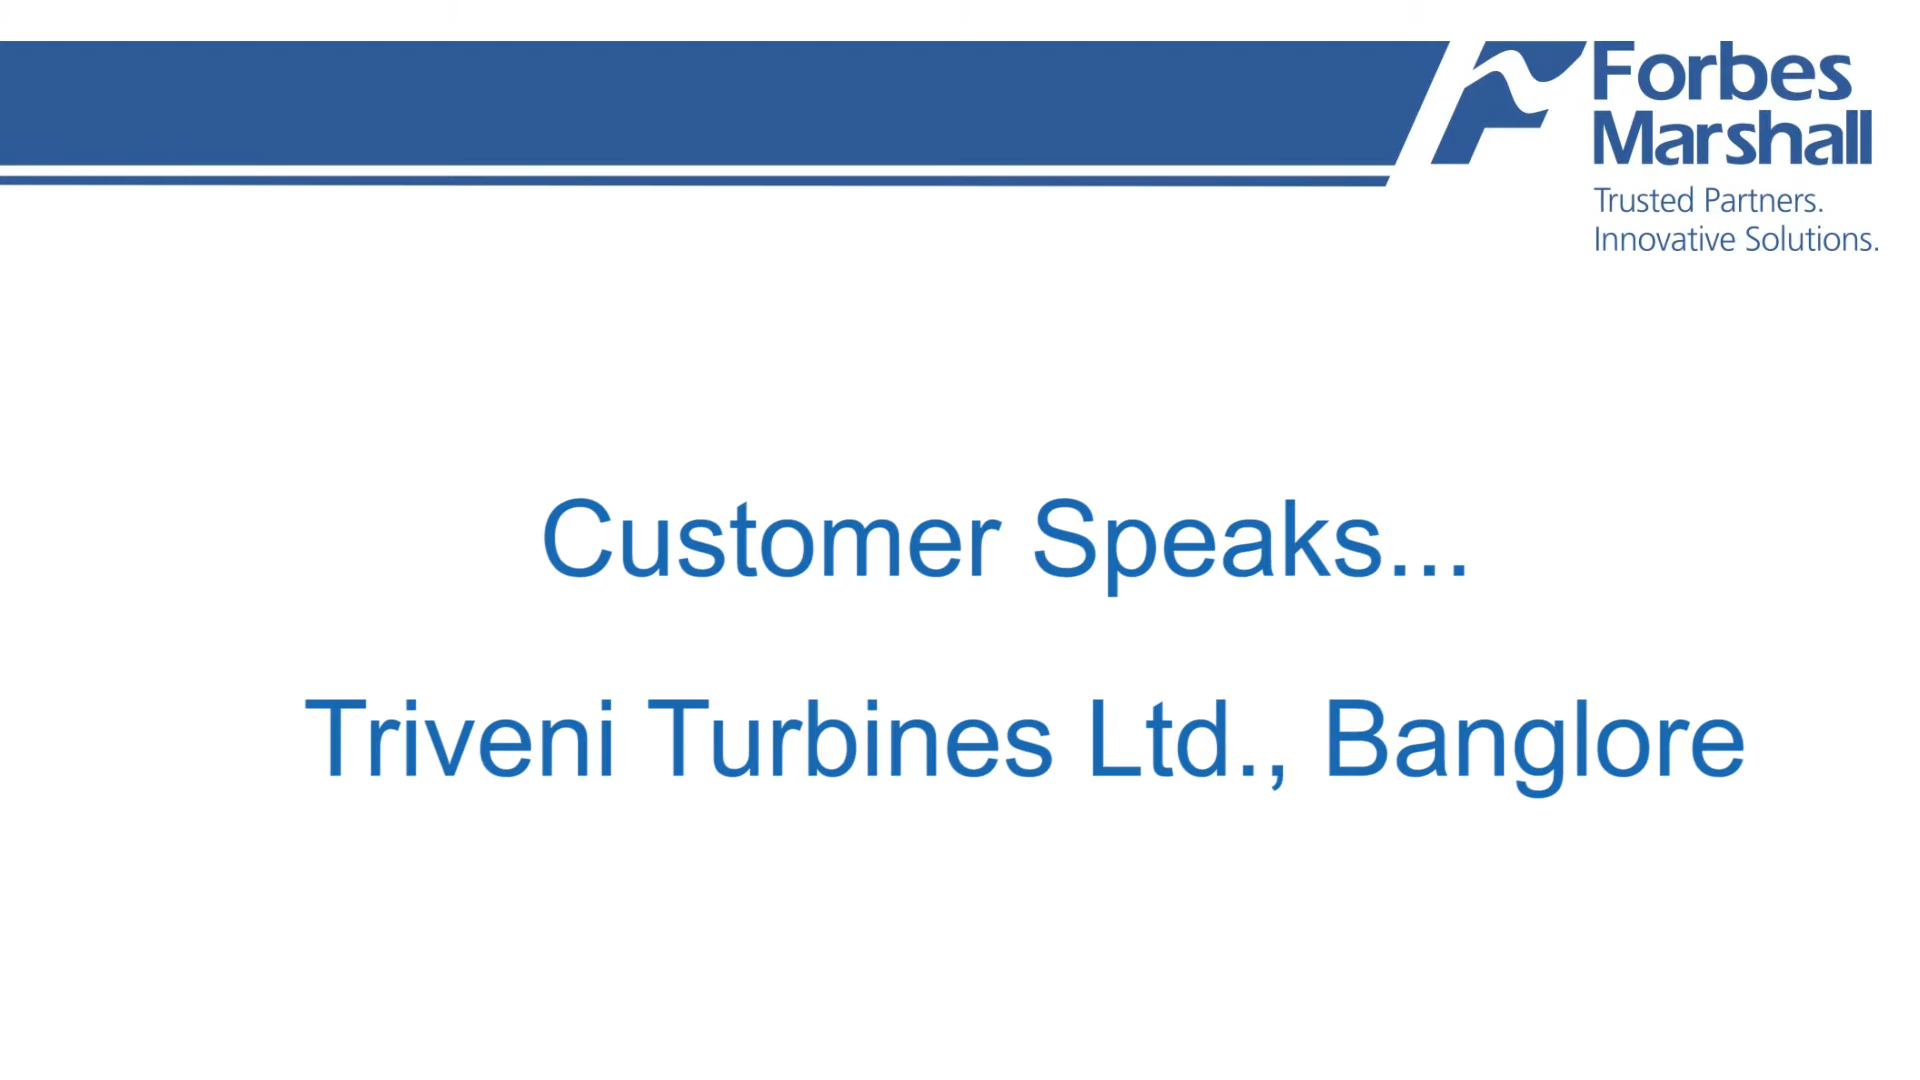 Forbes
Marshall
Trusted Partners.
Innovative Solutions.
Customer Speaks...
Triveni Turbines Ltd., Banglore